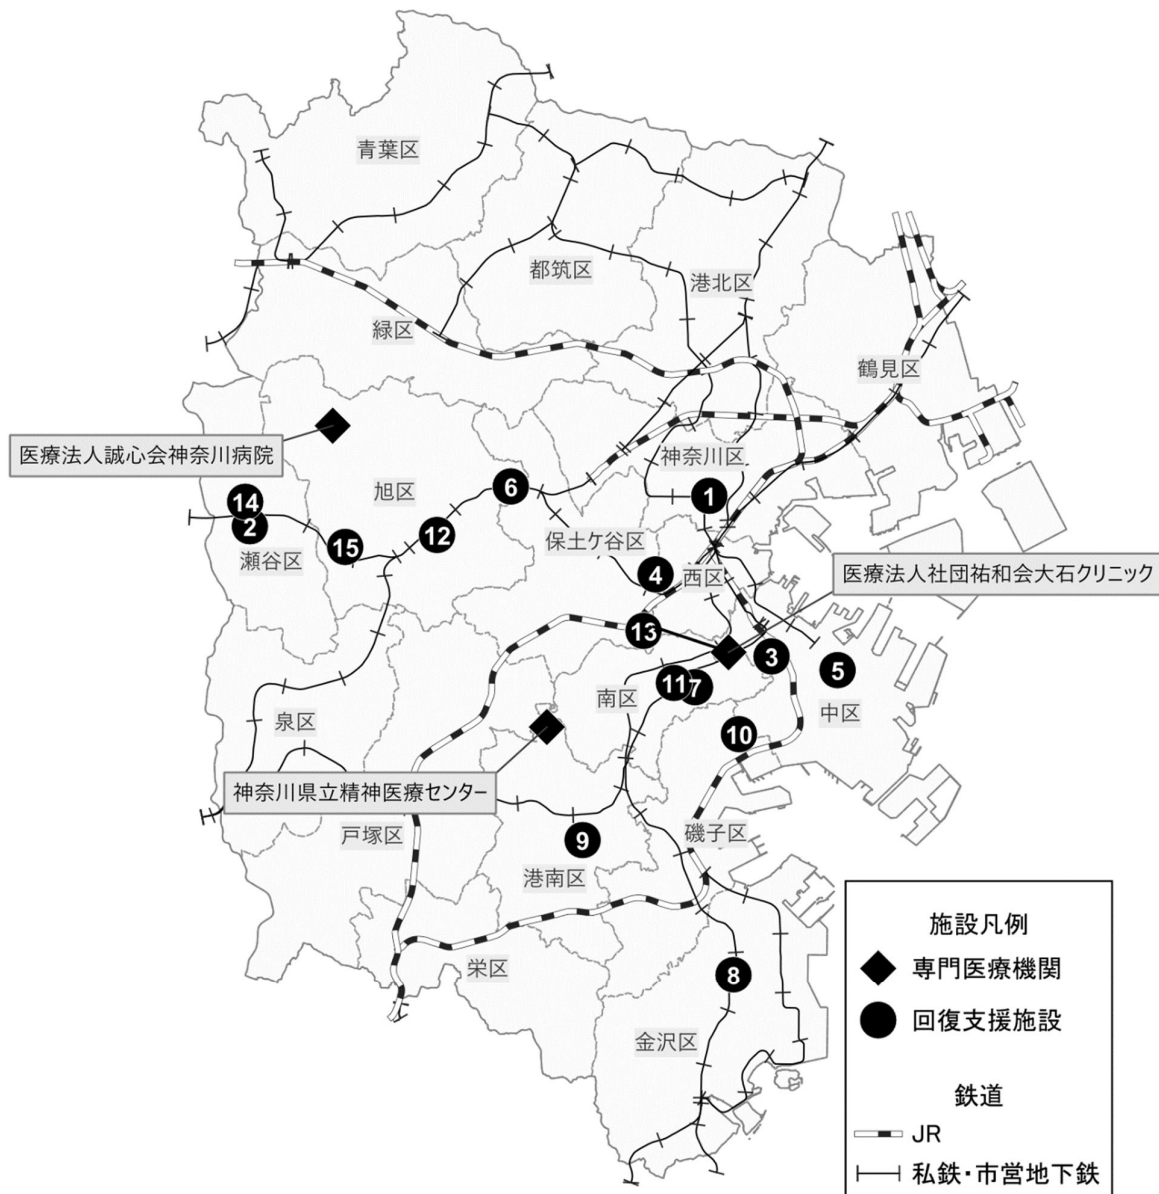 青葉区
都筑区
港北区
緑区
鶴見区
医療法人誠心会神奈川病院
神奈川区
旭区
6
1
14
2
瀬谷区
15
12
保土ケ谷区
4
西区
医療法人社団祐和会大石クリニック
13
3
5
11
7
南区
中区
泉区
10
神奈川県立精神医療センター
戸塚区
9
磯子区
港南区
栄区
8
金沢区
施設凡例
専門医療機関
回復支援施設
鉄道
JR
私鉄・市営地下鉄